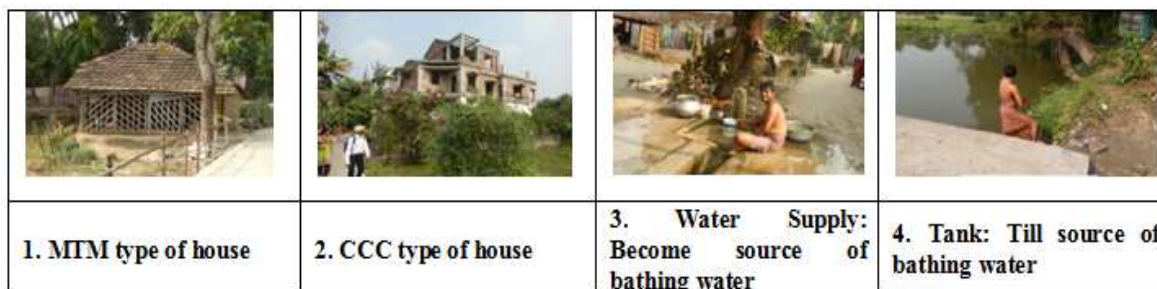 1. MTM type of house
2. CCC type of house
3. Water Supply:
Become source of
bathing water
4. Tank: Till source of
bathing water